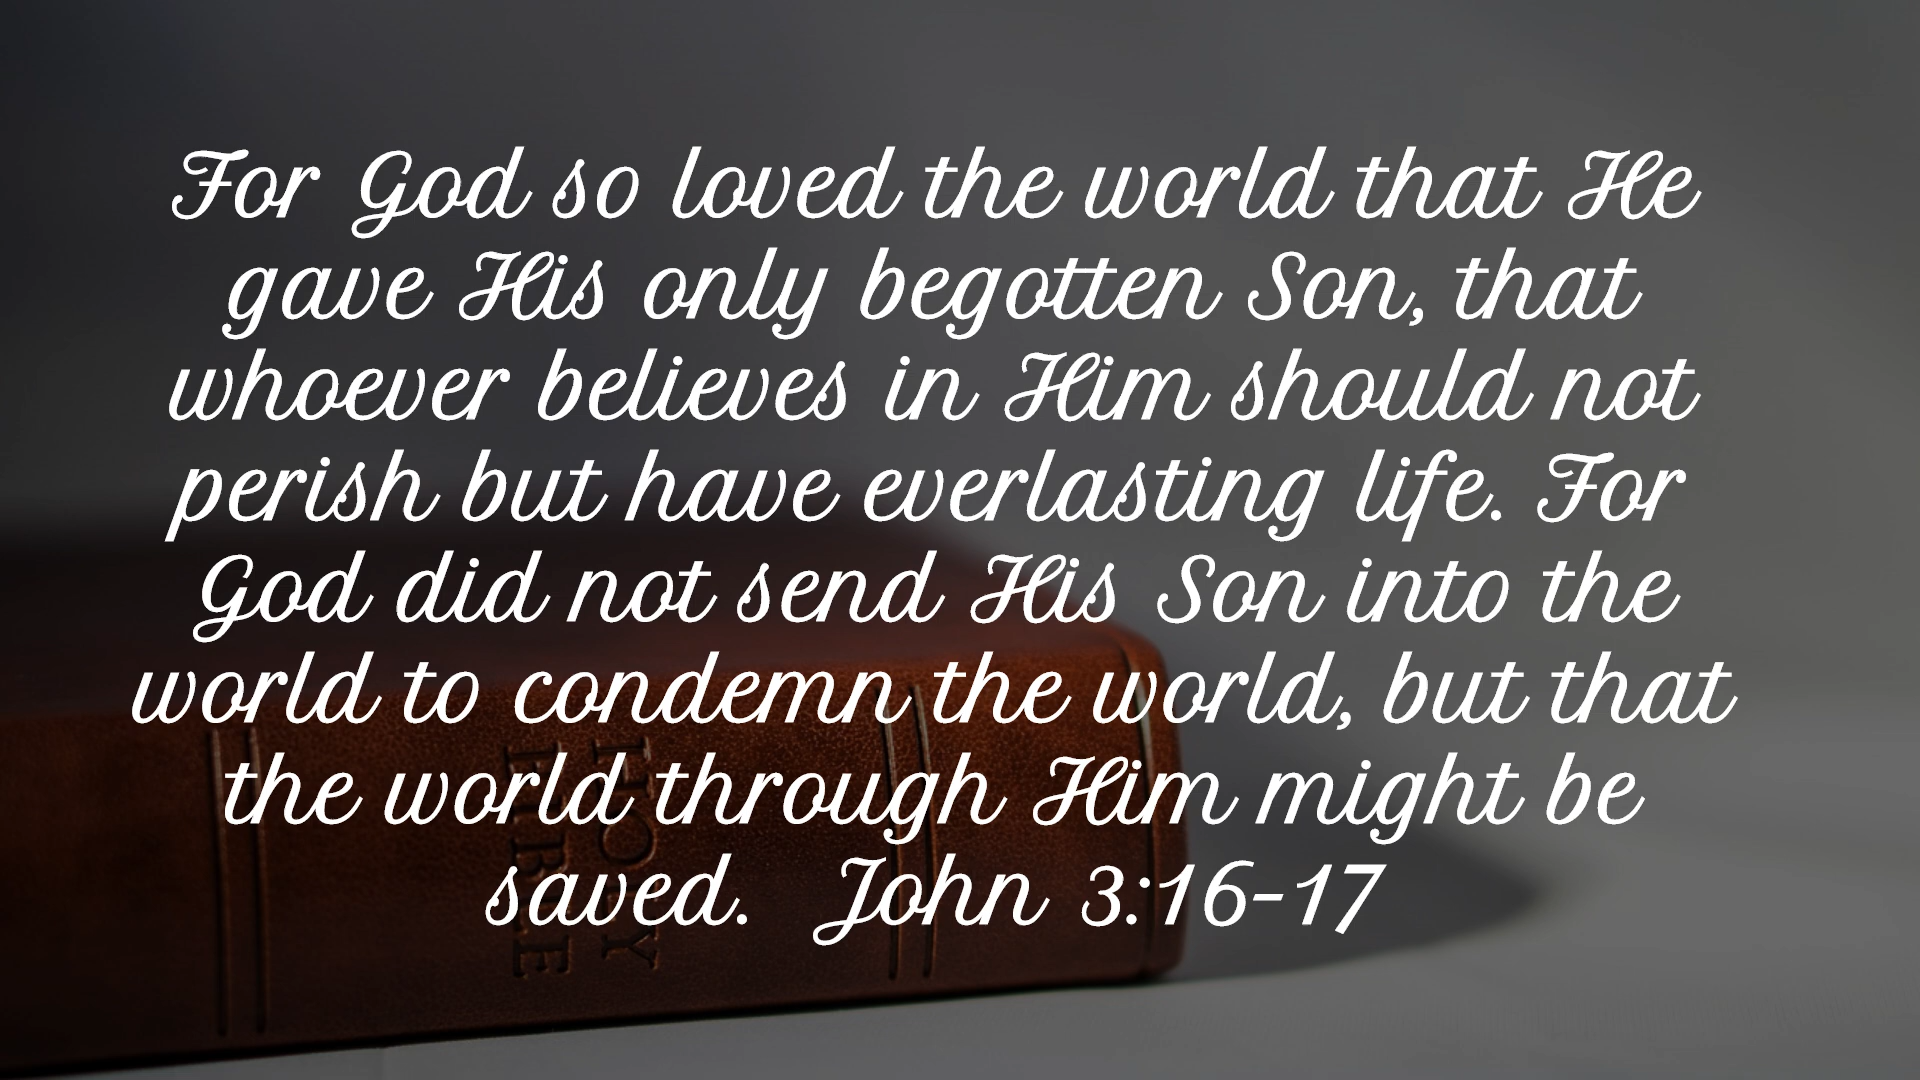 For God so loved the world that He
gave His only begotten Son, that
whoever believes in Him should not
perish but have everlasting life. For
God did not send His Son into the
world to condemn the world, but that
the world through Him might be
saved. John 3:16-17
HOLY
BIBLE